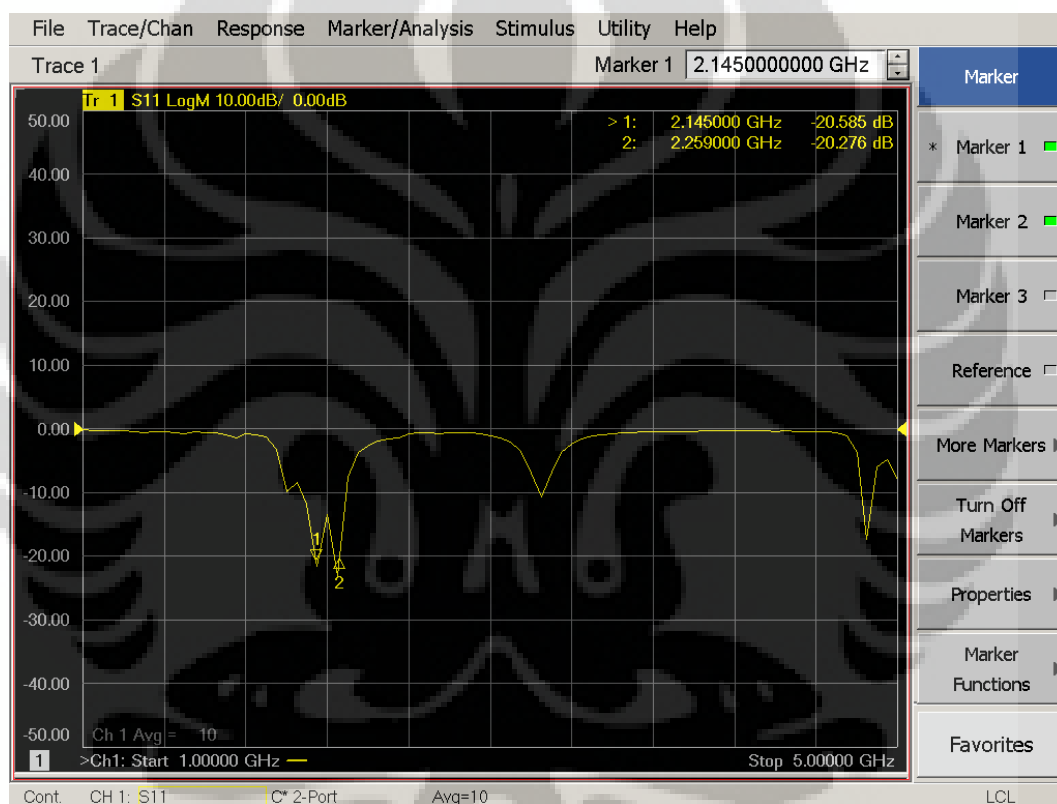 File Trace/Chan Response Marker/Analysis Stimulus Utility Help
Trace 1 Marker 1 2.1450000000 GHz
Marker
Tr 1 S11 LogM 10.00dB/ 0.00dB
50.00
> 1: 2.145000 GHz -20.585 dB
2: 2.259000 GHz -20.276 dB
* Marker 1
40.00
Marker 2
30.00
20.00
Marker 3
10.00
Reference
0.00
More Markers
-10.00
Turn Off
Markers
1
-20.00
2
Properties
-30.00
-40.00
Marker
Functions
-50.00
Ch 1 Avg = 10
Favorites
1 >Ch1: Start 1.00000 GHz Stop 5.00000 GHz
Cont. CH 1: S11 C* 2-Port Avg=10 LCL